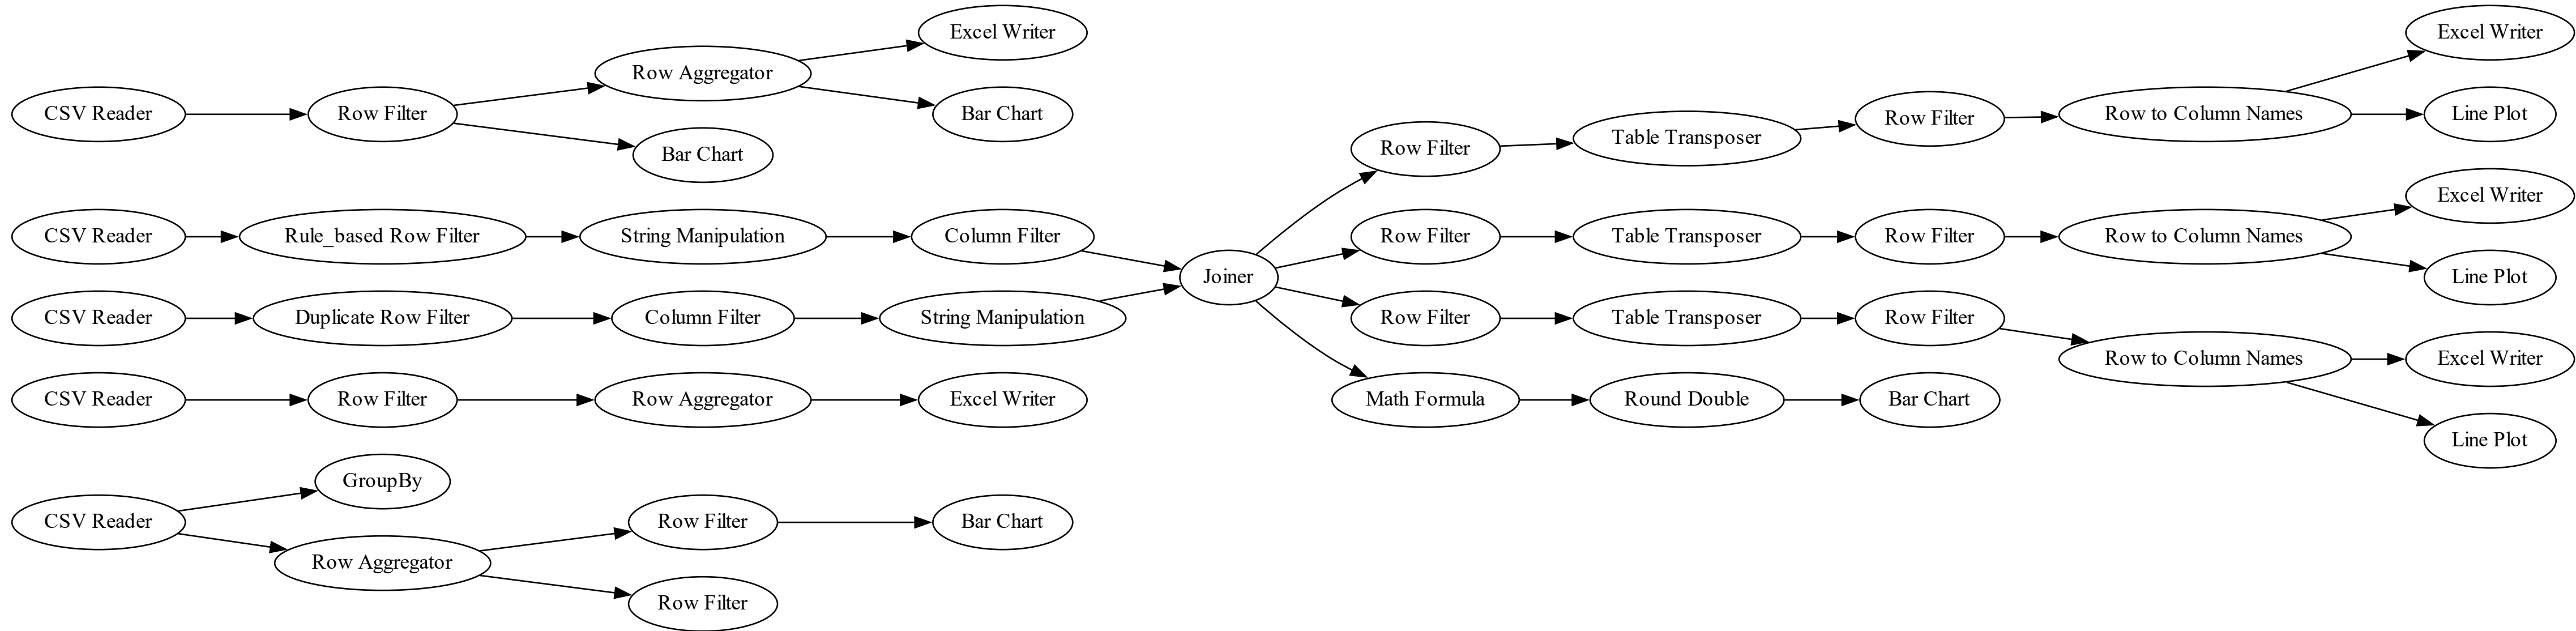 Excel Writer
Row Aggregator
CSV Reader
Row Filter
Bar Chart
Bar Chart
CSV Reader
Rule_based Row Filter
String Manipulation
Column Filter
CSV Reader
Duplicate Row Filter
Column Filter
String Manipulation
Joiner
CSV Reader
Row Filter
Row Aggregator
Excel Writer
GroupBy
CSV Reader
Row Aggregator
Row Filter
Bar Chart
Row Filter
Row Filter
Table Transposer
Row Filter
Row to Column Names
Excel Writer
Line Plot
Row Filter
Table Transposer
Row Filter
Row to Column Names
Excel Writer
Line Plot
Row Filter
Table Transposer
Row Filter
Row to Column Names
Excel Writer
Line Plot
Math Formula
Round Double
Bar Chart